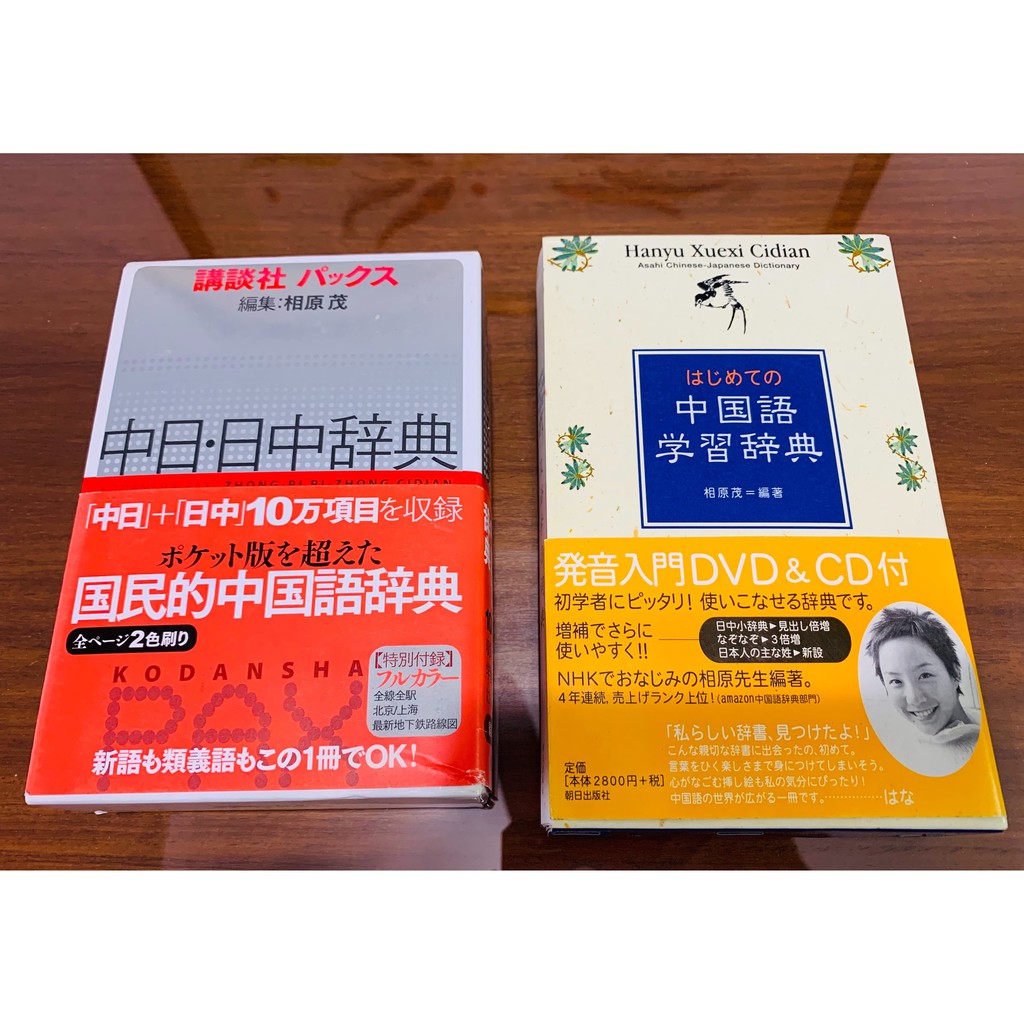 講談社 パックス
編集:相原 茂
中日・日中辞典
ZHONG RI RI ZHONG CIDIAN
「中日」+「日中」10万項目を収録
ポケット版を超えた
国民的中国語辞典
全ページ2色刷り
KODANSHA
PAX
【特別付録】
フルカラー
全線全駅
北京/上海
最新地下鉄路線図
新語も類義語もこの1冊でOK!
Hanyu Xuexi Cidian
Asahi Chinese-Japanese Dictionary
はじめての
中国語
学習辞典
相原茂=編著
発音入門DVD&CD付
初学者にピッタリ! 使いこなせる辞典です。
増補でさらに
使いやすく!!
日中小辞典▶見出し倍増
なぞなぞ▶3倍増
日本人の主な姓▶新設
NHKでおなじみの相原先生編著。
4年連続,売上げランク上位!(amazon中国語辞典部門)
「私らしい辞書、見つけたよ!」
こんな親切な辞書に出会ったの、初めて。
言葉をひく楽しさまで身につけてしまいそう。
心がなごむ挿し絵も私の気分にぴったり!
中国語の世界が広がる一冊です。……………はな
定価
[本体2800円+税]
朝日出版社